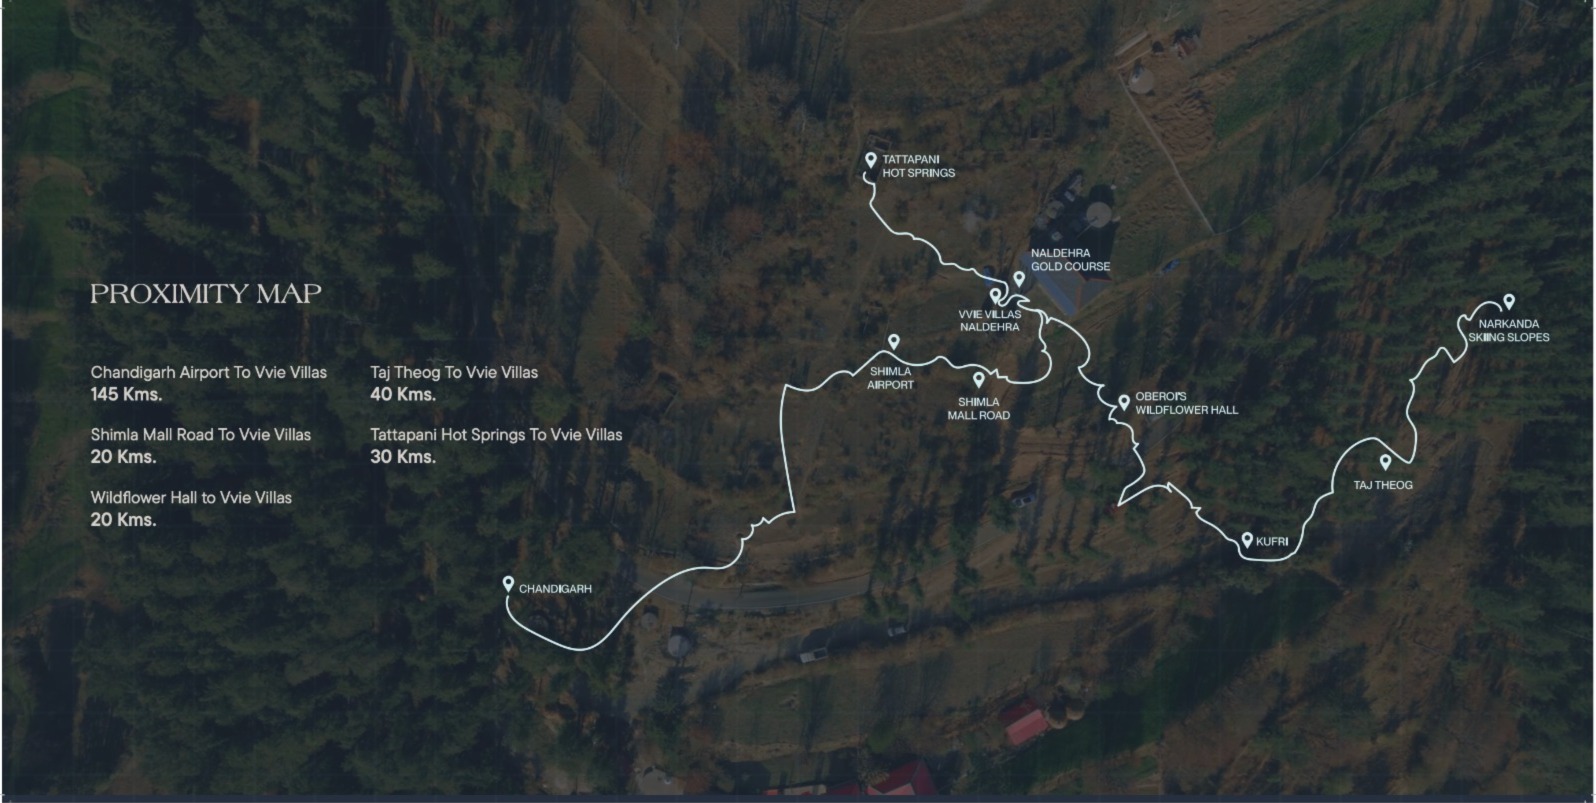 PROXIMITY MAP
Chandigarh Airport To Vvie Villas
145 Kms.
Shimla Mall Road To Vvie Villas
20 Kms.
Wildflower Hall to Vvie Villas
20 Kms.
Taj Theog To Vvie Villas
40 Kms.
Tattapani Hot Springs To Vvie Villas
30 Kms.
TATTAPANI
HOT SPRINGS
NALDEHRA
GOLD COURSE
VVIE VILLAS
NALDEHRA
SHIMLA
AIRPORT
SHIMLA
MALL ROAD
OBEROI'S
WILDFLOWER HALL
NARKANDA
SKIING SLOPES
TAJ THEOG
KUFRI
CHANDIGARH